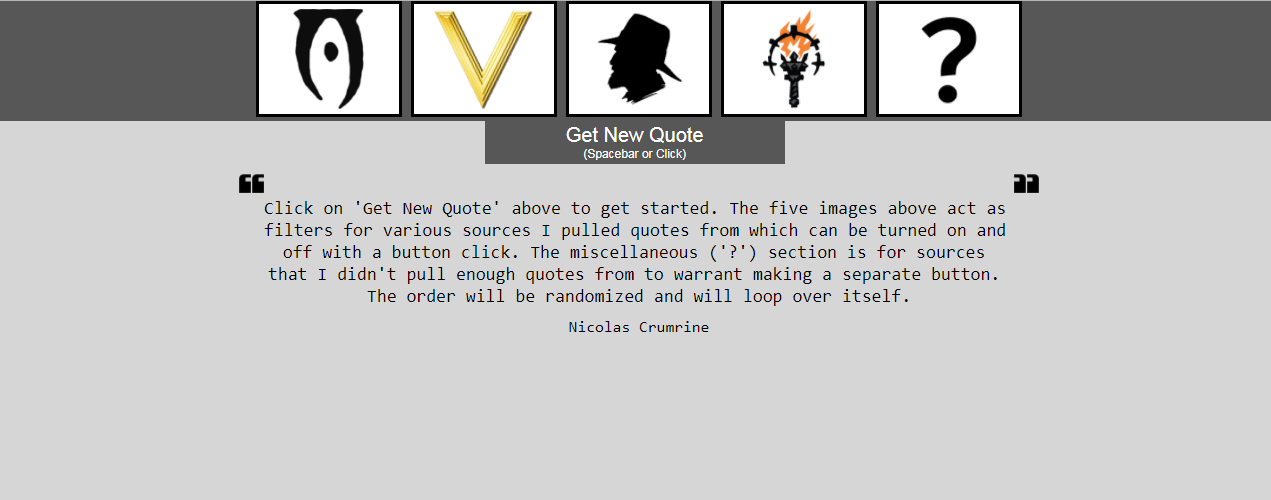 V
?
Get New Quote
(Spacebar or Click)
❝ ❞
Click on 'Get New Quote' above to get started. The five images above act as
filters for various sources I pulled quotes from which can be turned on and
off with a button click. The miscellaneous ('?') section is for sources
that I didn't pull enough quotes from to warrant making a separate button.
The order will be randomized and will loop over itself.
Nicolas Crumrine